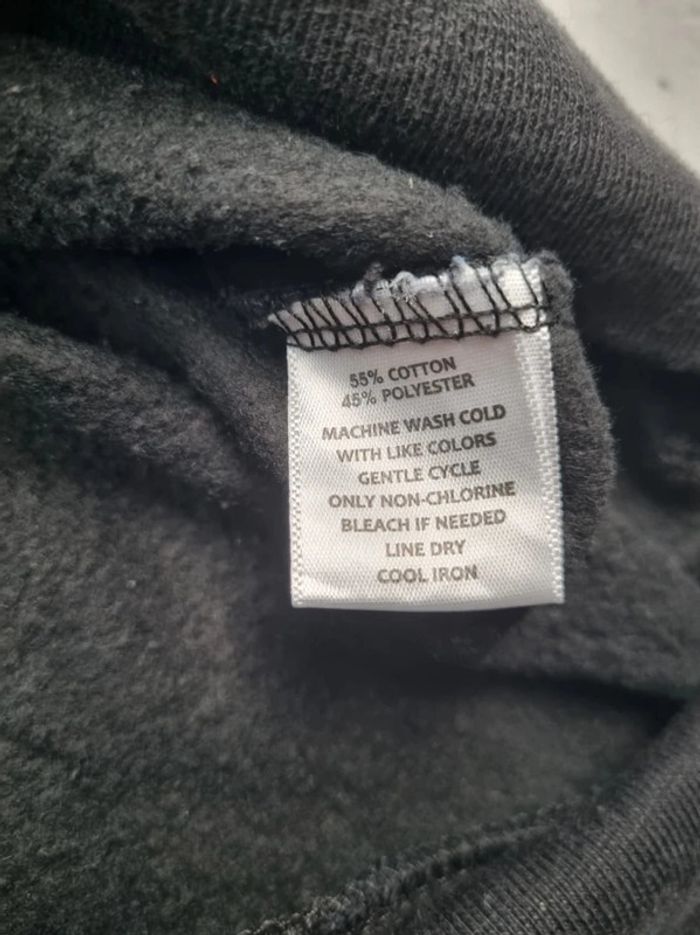 55% COTTON
45% POLYESTER
MACHINE WASH COLD
WITH LIKE COLORS
GENTLE CYCLE
ONLY NON-CHLORINE
BLEACH IF NEEDED
LINE DRY
COOL IRON